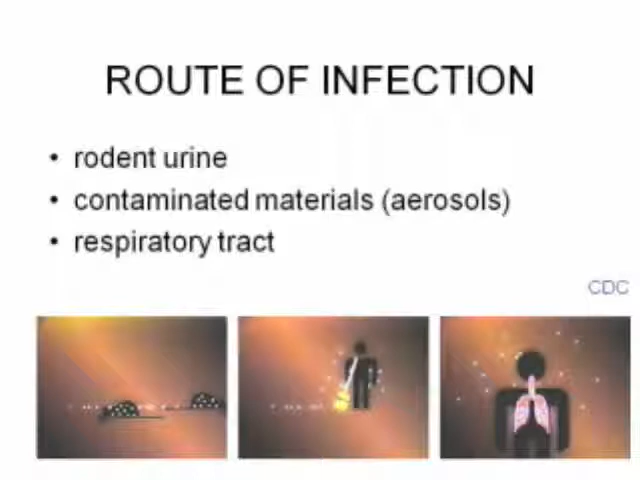 ROUTE OF INFECTION
• rodent urine
• contaminated materials (aerosols)
• respiratory tract
CDC